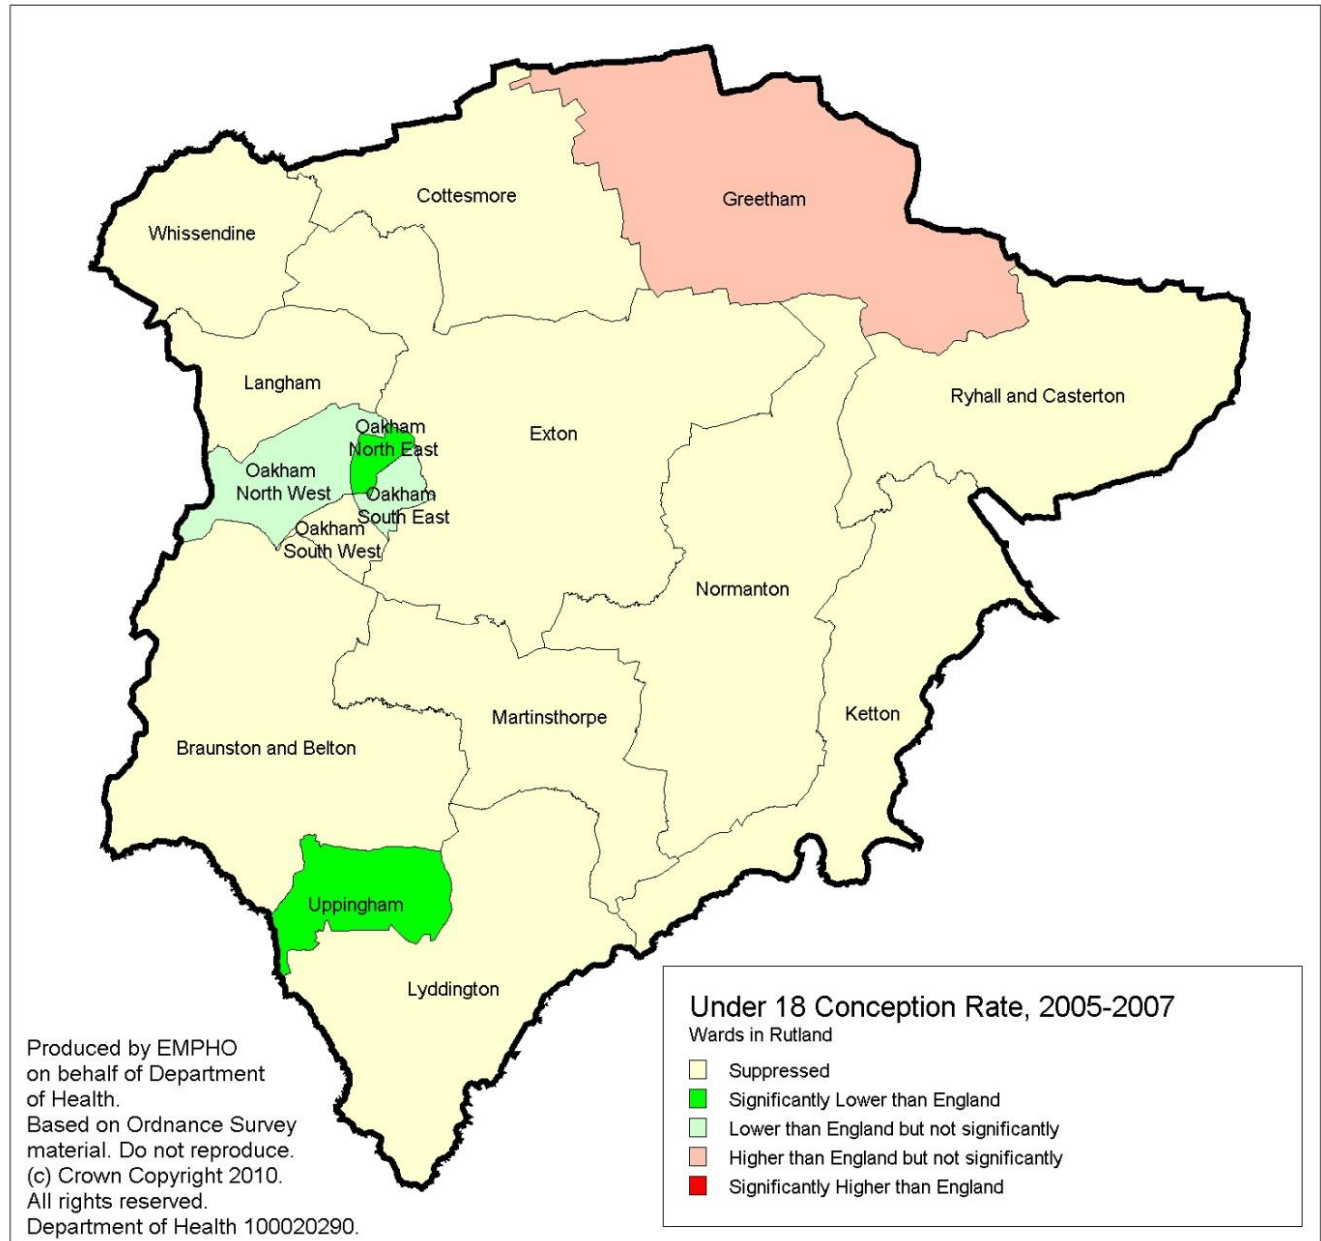 Cottesmore
Greetham
Whissendine
Langham
Ryhall and Casterton
Oakham
North East
Exton
Oakham
North West
Oakham
South East
Oakham
South West
Normanton
Ketton
Martinsthorpe
Braunston and Belton
Uppingham
Lyddington
Under 18 Conception Rate, 2005-2007
Wards in Rutland
Suppressed
Significantly Lower than England
Lower than England but not significantly
Higher than England but not significantly
Significantly Higher than England
Produced by EMPHO
on behalf of Department
of Health.
Based on Ordnance Survey
material. Do not reproduce.
(c) Crown Copyright 2010.
All rights reserved.
Department of Health 100020290.